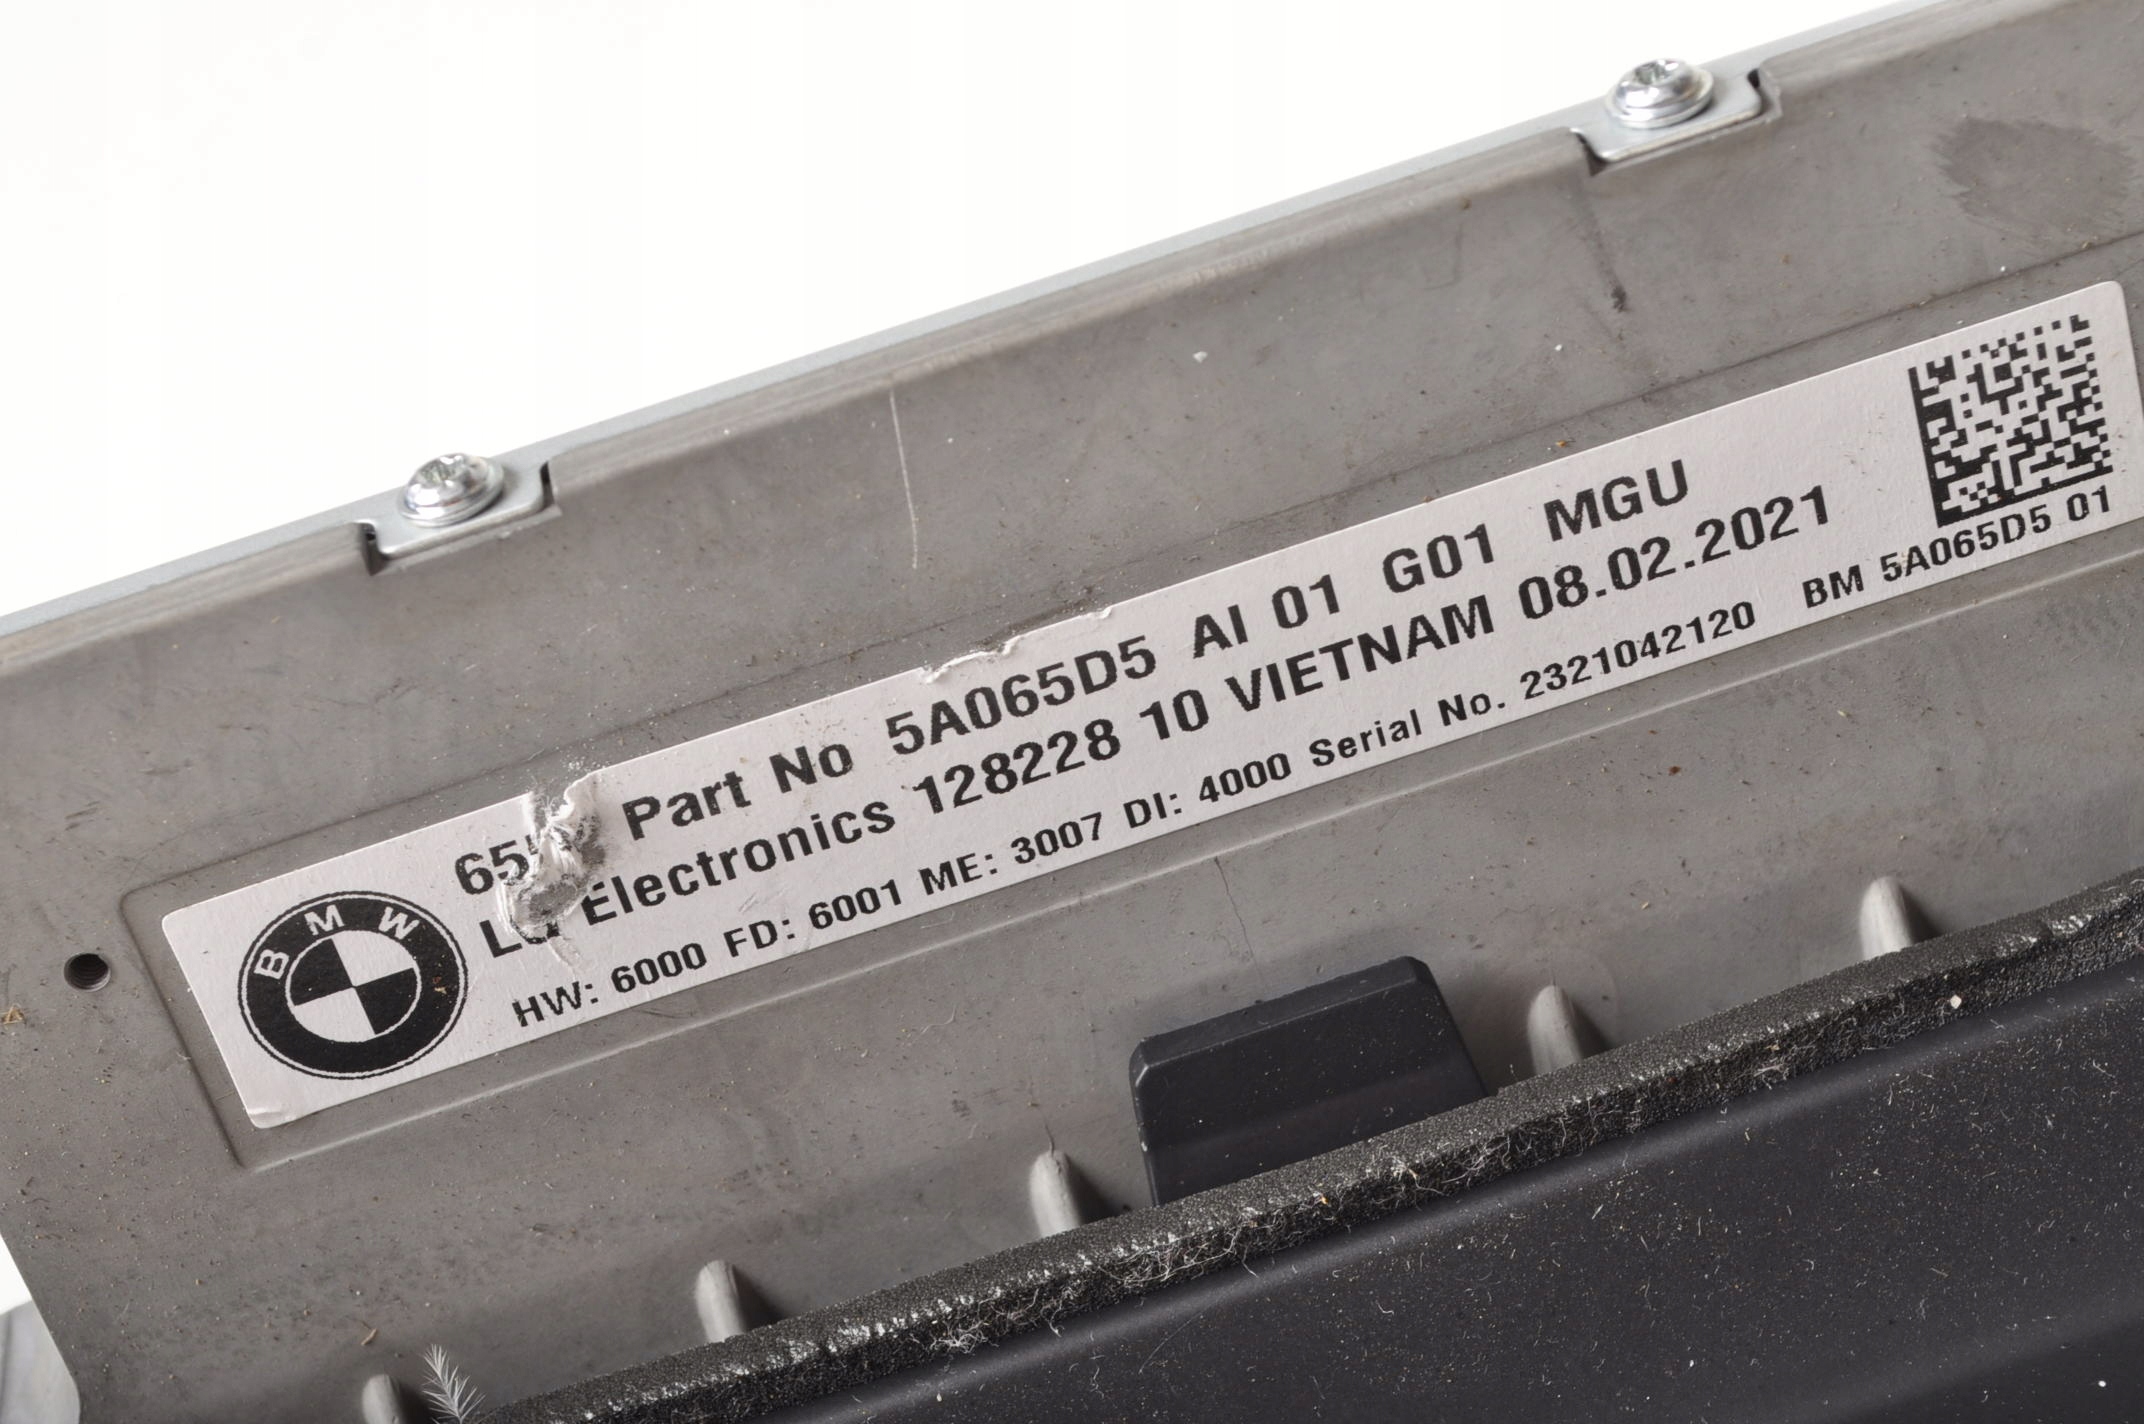 BMW
Part No 5A065D5 AI 01 G01 MGU
Electronics 128228 10 VIETNAM 08.02.2021
HW: 6000 FD: 6001 ME: 3007 DI: 4000 Serial No. 2321042120 BM 5A065D5 01